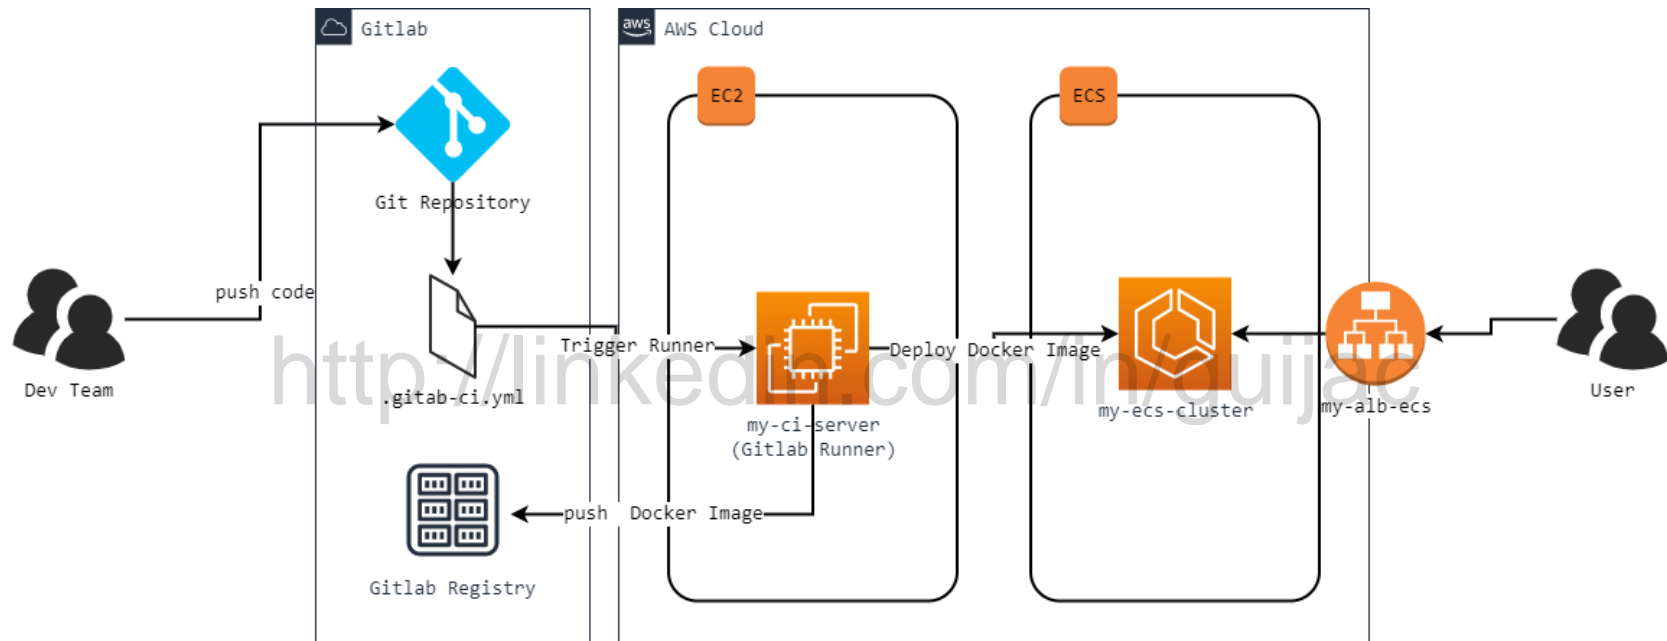 Gitlab
aws
AWS Cloud
EC2
ECS
Git Repository
push code
Trigger Runner
Deploy Docker Image
Dev Team
.gitab-ci.yml
http://linkedin.com/in/guijac
my-ci-server
(Gitlab Runner)
my-ecs-cluster
my-alb-ecs
User
push Docker Image
Gitlab Registry